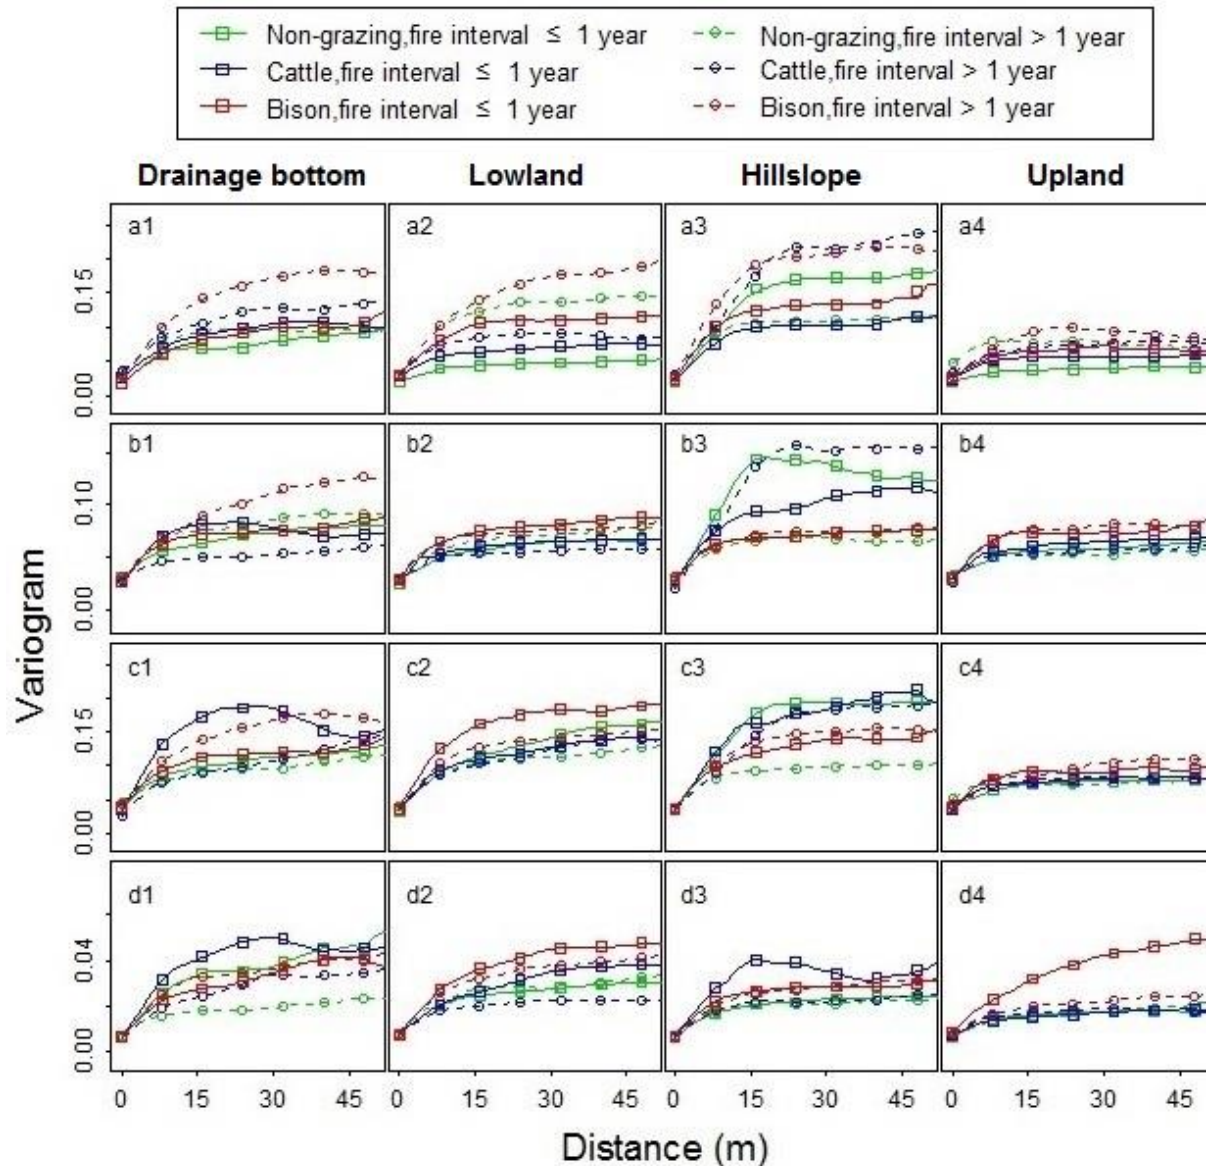 Non-grazing,fire interval ≤ 1 year
Non-grazing,fire interval > 1 year
Cattle,fire interval ≤ 1 year
Cattle,fire interval > 1 year
Bison,fire interval ≤ 1 year
Bison,fire interval > 1 year
Drainage bottom Lowland Hillslope Upland
a1 a2 a3 a4
0.15
0.00
b1 b2 b3 b4
0.10
0.00
c1 c2 c3 c4
0.15
0.00
d1 d2 d3 d4
0.04
0.00
Variogram
0 15 30 45 0 15 30 45 0 15 30 45 0 15 30 45
Distance (m)